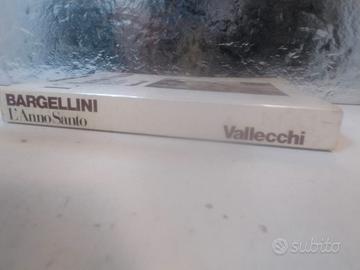 BARGELLINI
L'Anno Santo
Vallecchi
subito